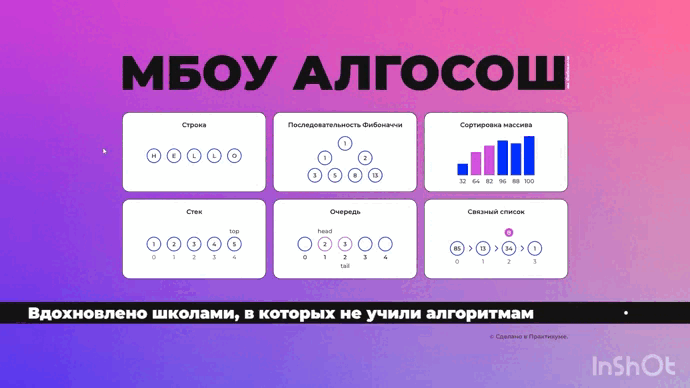 МБОУ АЛГОСОШ
Строка
H E L L O
Последовательность Фибоначчи
1
1 2
3 5 8 13
Сортировка массива
32 64 82 96 88 100
Стек
top
1 2 3 4 5
0 1 2 3 4
Очередь
head
2 3
0 1 2 3 4
tail
Связный список
85 > 13 > 34 > 1
0 1 2 3
Вдохновлено школами, в которых не учили алгоритмам
© Сделано в Практикуме.
InShOt